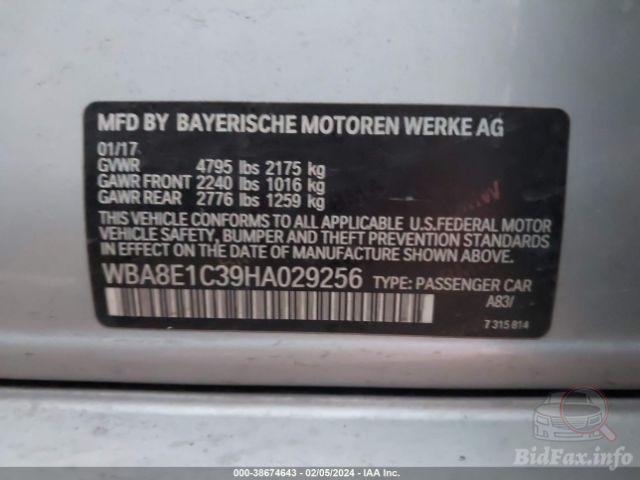 MFD BY BAYERISCHE MOTOREN WERKE AG
01/17
GVWR 4795 lbs 2175 kg
GAWR FRONT 2240 lbs 1016 kg
GAWR REAR 2776 lbs 1259 kg
THIS VEHICLE CONFORMS TO ALL APPLICABLE U.S.FEDERAL MOTOR
VEHICLE SAFETY, BUMPER, AND THEFT PREVENTION STANDARDS
IN EFFECT ON THE DATE OF MANUFACTURE SHOWN ABOVE.
WBA8E1C39HA029256 TYPE: PASSENGER CAR
A83/
7 315 814
BidFax.info
000-38674643 - 02/05/2024 - IAA Inc.